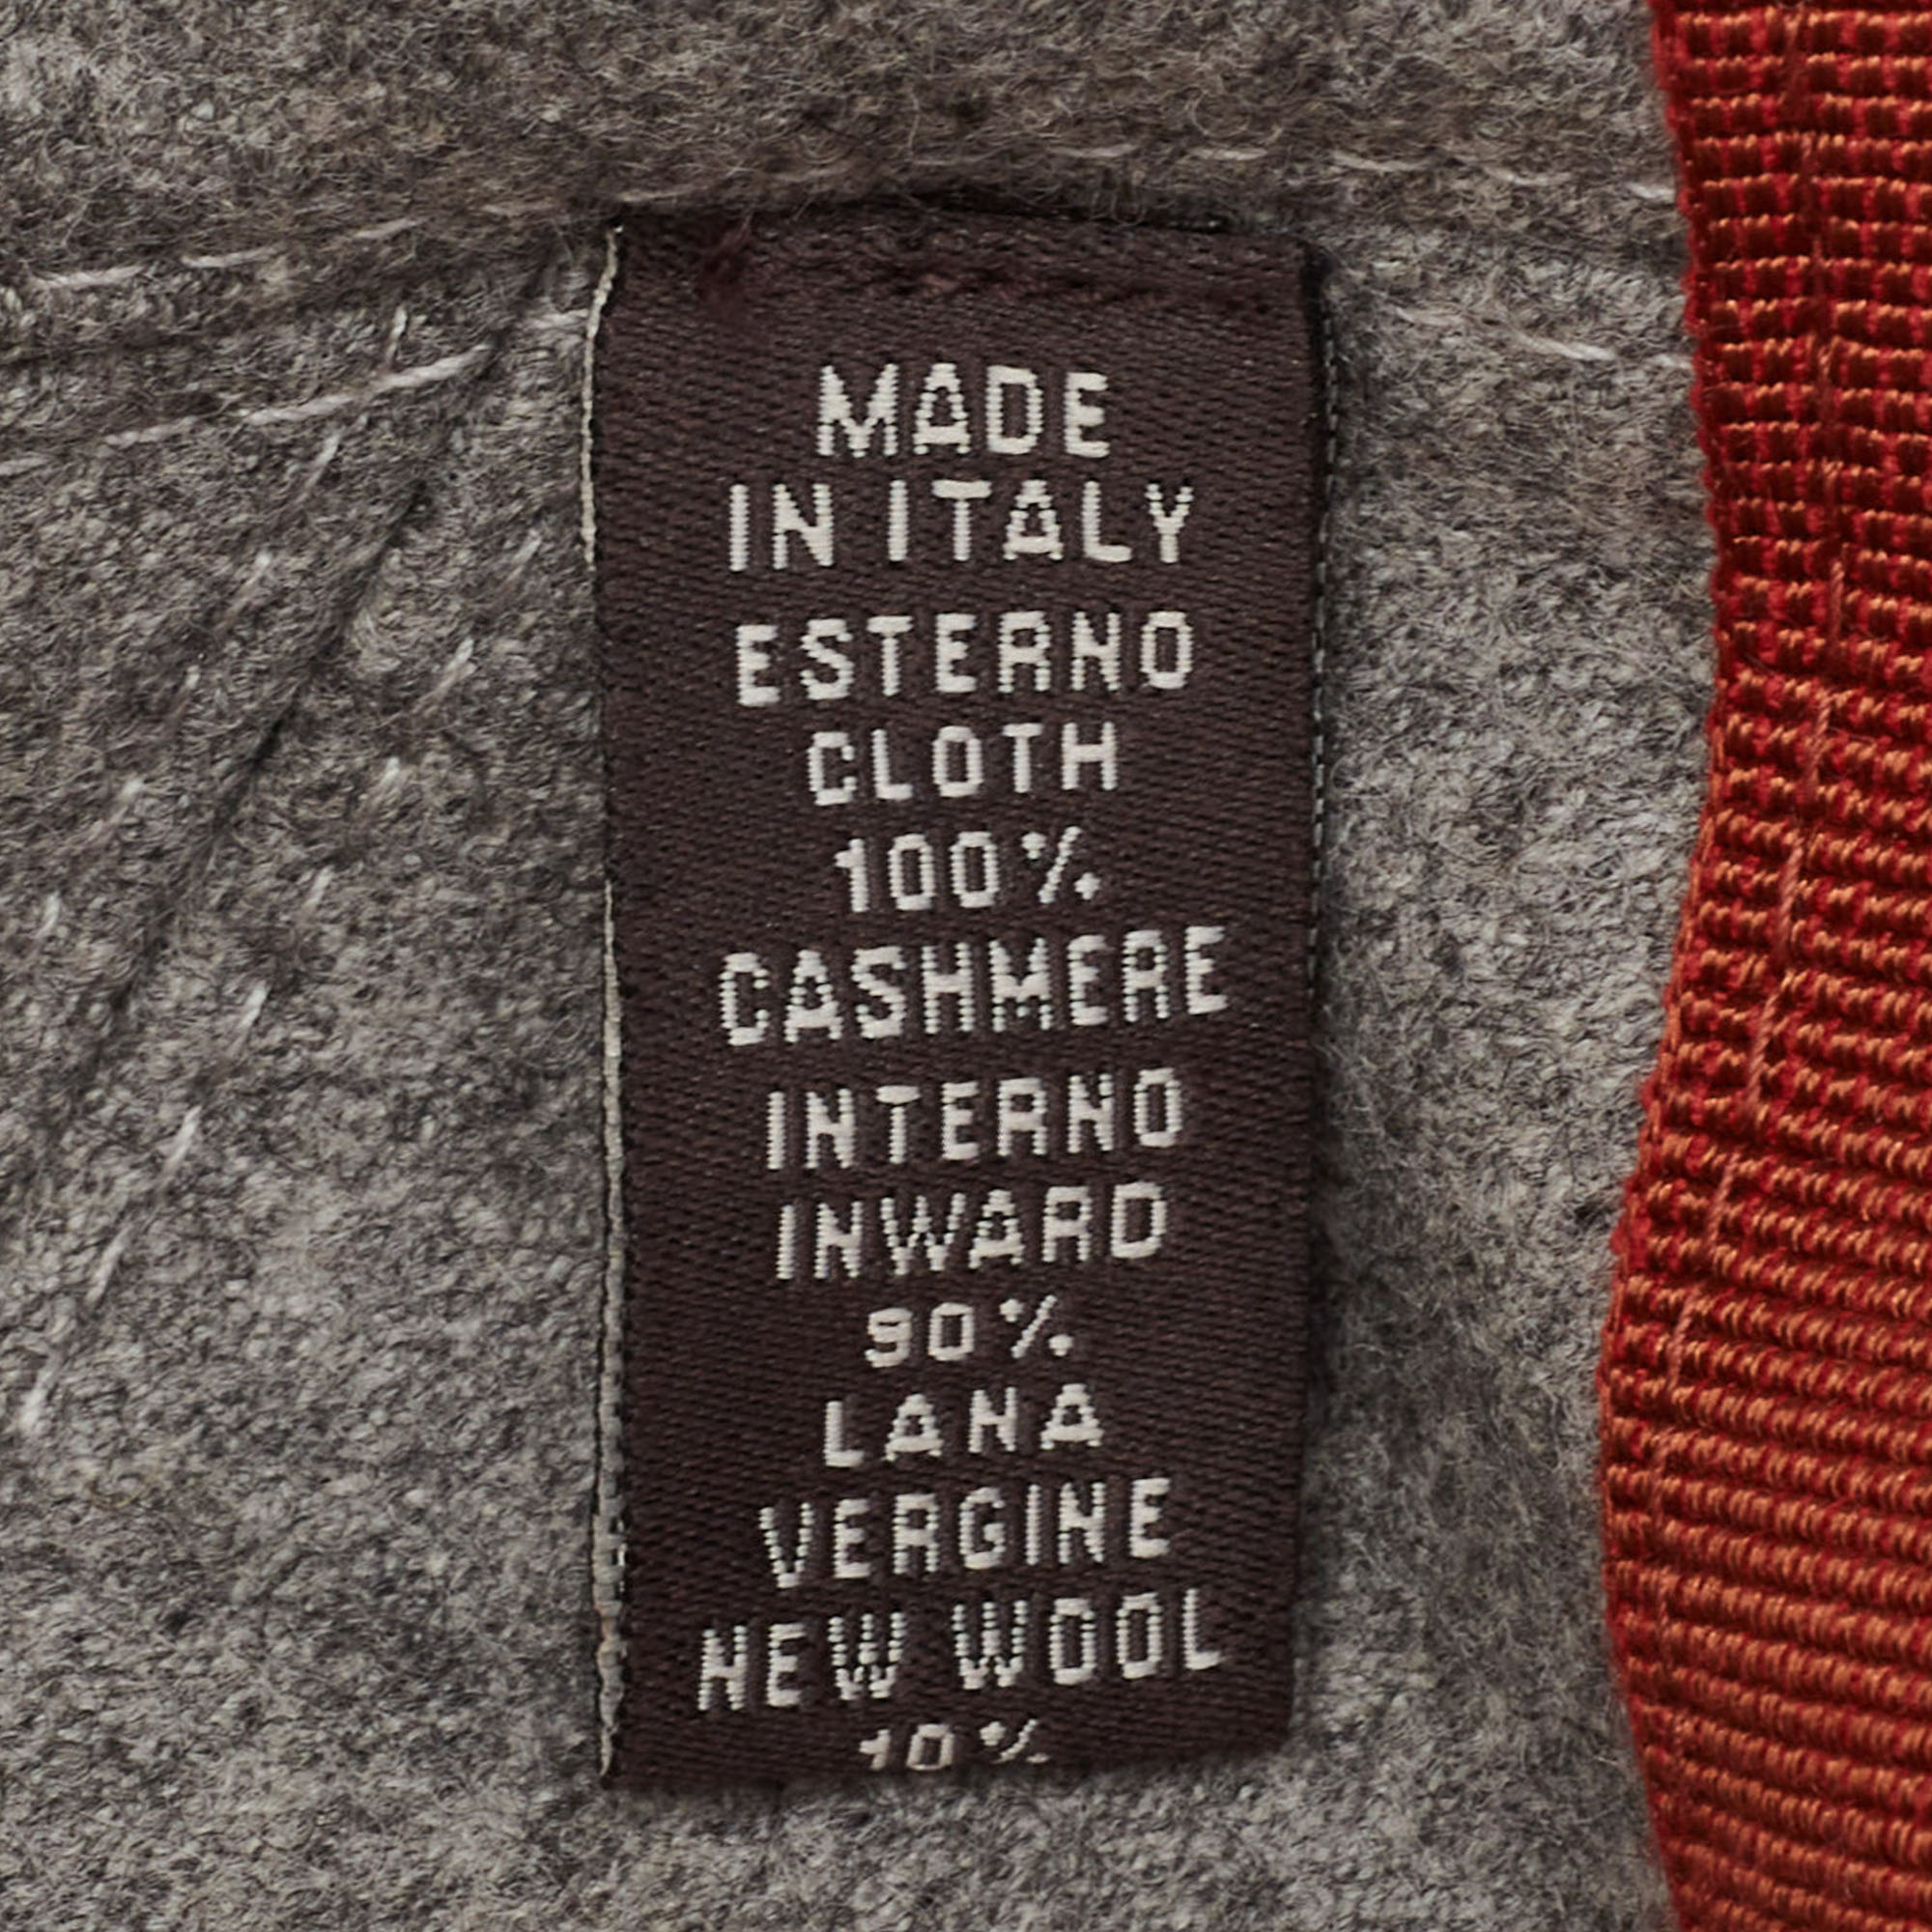 MADE
IN ITALY
ESTERNO
CLOTH
100%
CASHMERE
INTERNO
INWARD
90%
LANA
VERGINE
NEW WOOL
10%